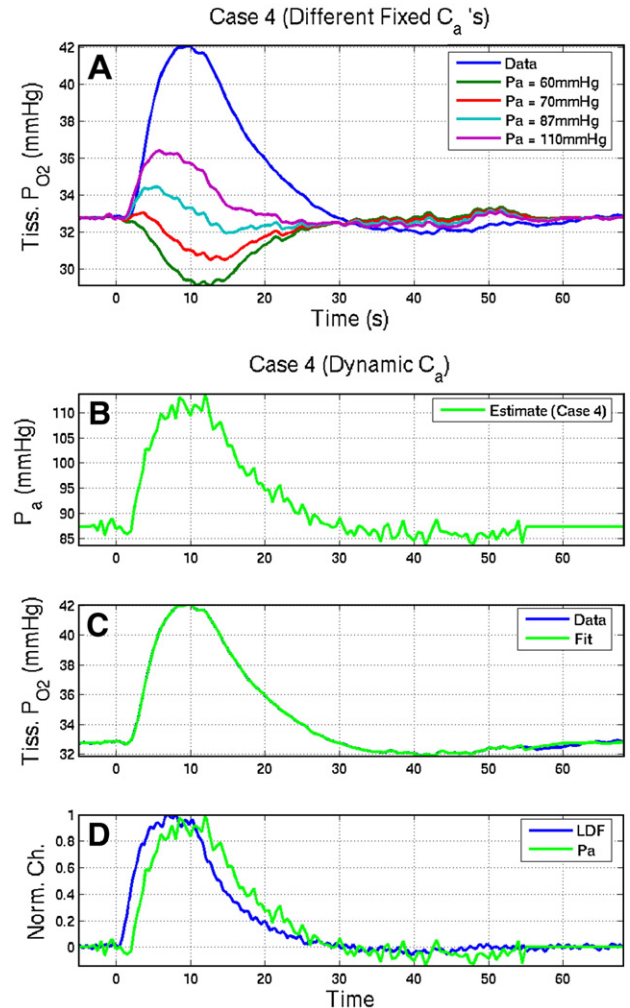 Case 4 (Different Fixed Cₐ 's)
A
Tiss. P_O2 (mmHg)
42
40
38
36
34
32
30
Data
Pa = 60mmHg
Pa = 70mmHg
Pa = 87mmHg
Pa = 110mmHg
0 10 20 30 40 50 60
Time (s)
Case 4 (Dynamic Cₐ)
B
Pₐ (mmHg)
110
105
100
95
90
85
Estimate (Case 4)
0 10 20 30 40 50 60
C
Tiss. P_O2 (mmHg)
42
40
38
36
34
32
Data
Fit
0 10 20 30 40 50 60
D
Norm. Ch.
1
0.8
0.6
0.4
0.2
0
LDF
Pa
0 10 20 30 40 50 60
Time